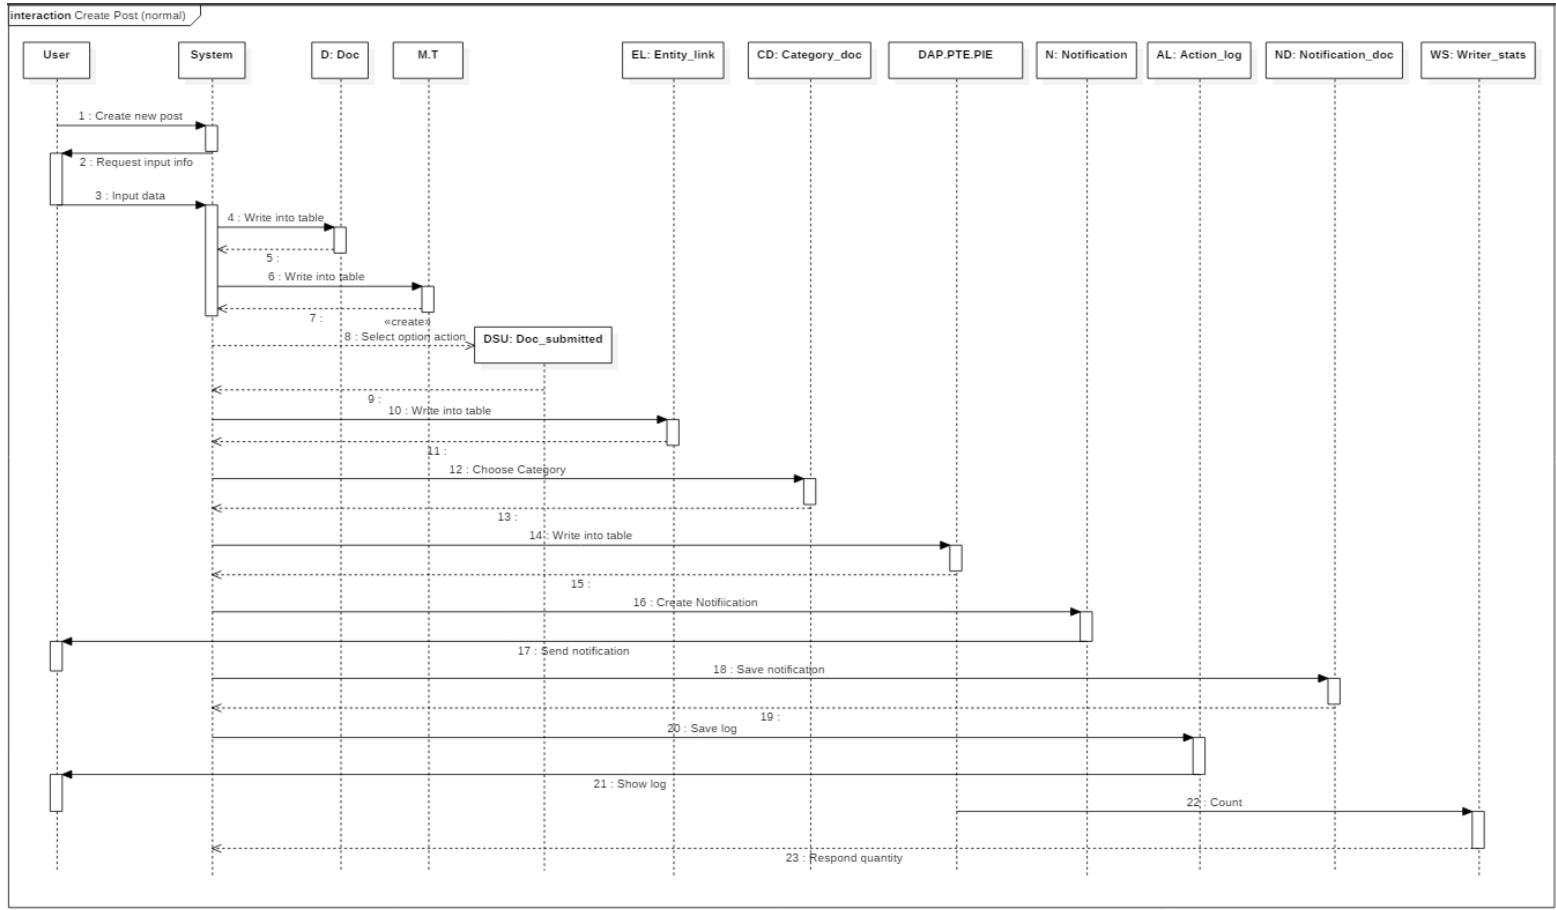 interaction Create Post (normal)
User
System
D: Doc
M.T
EL: Entity_link
CD: Category_doc
DAP.PTE.PIE
N: Notification
AL: Action_log
ND: Notification_doc
WS: Writer_stats
1 : Create new post
2 : Request input info
3 : Input data
4 : Write into table
5 :
6 : Write into table
7 :
«create»
8 : Select option action
DSU: Doc_submitted
9 :
10 : Write into table
11 :
12 : Choose Category
13 :
14 : Write into table
15 :
16 : Create Notifiication
17 : Send notification
18 : Save notification
19 :
20 : Save log
21 : Show log
22 : Count
23 : Respond quantity